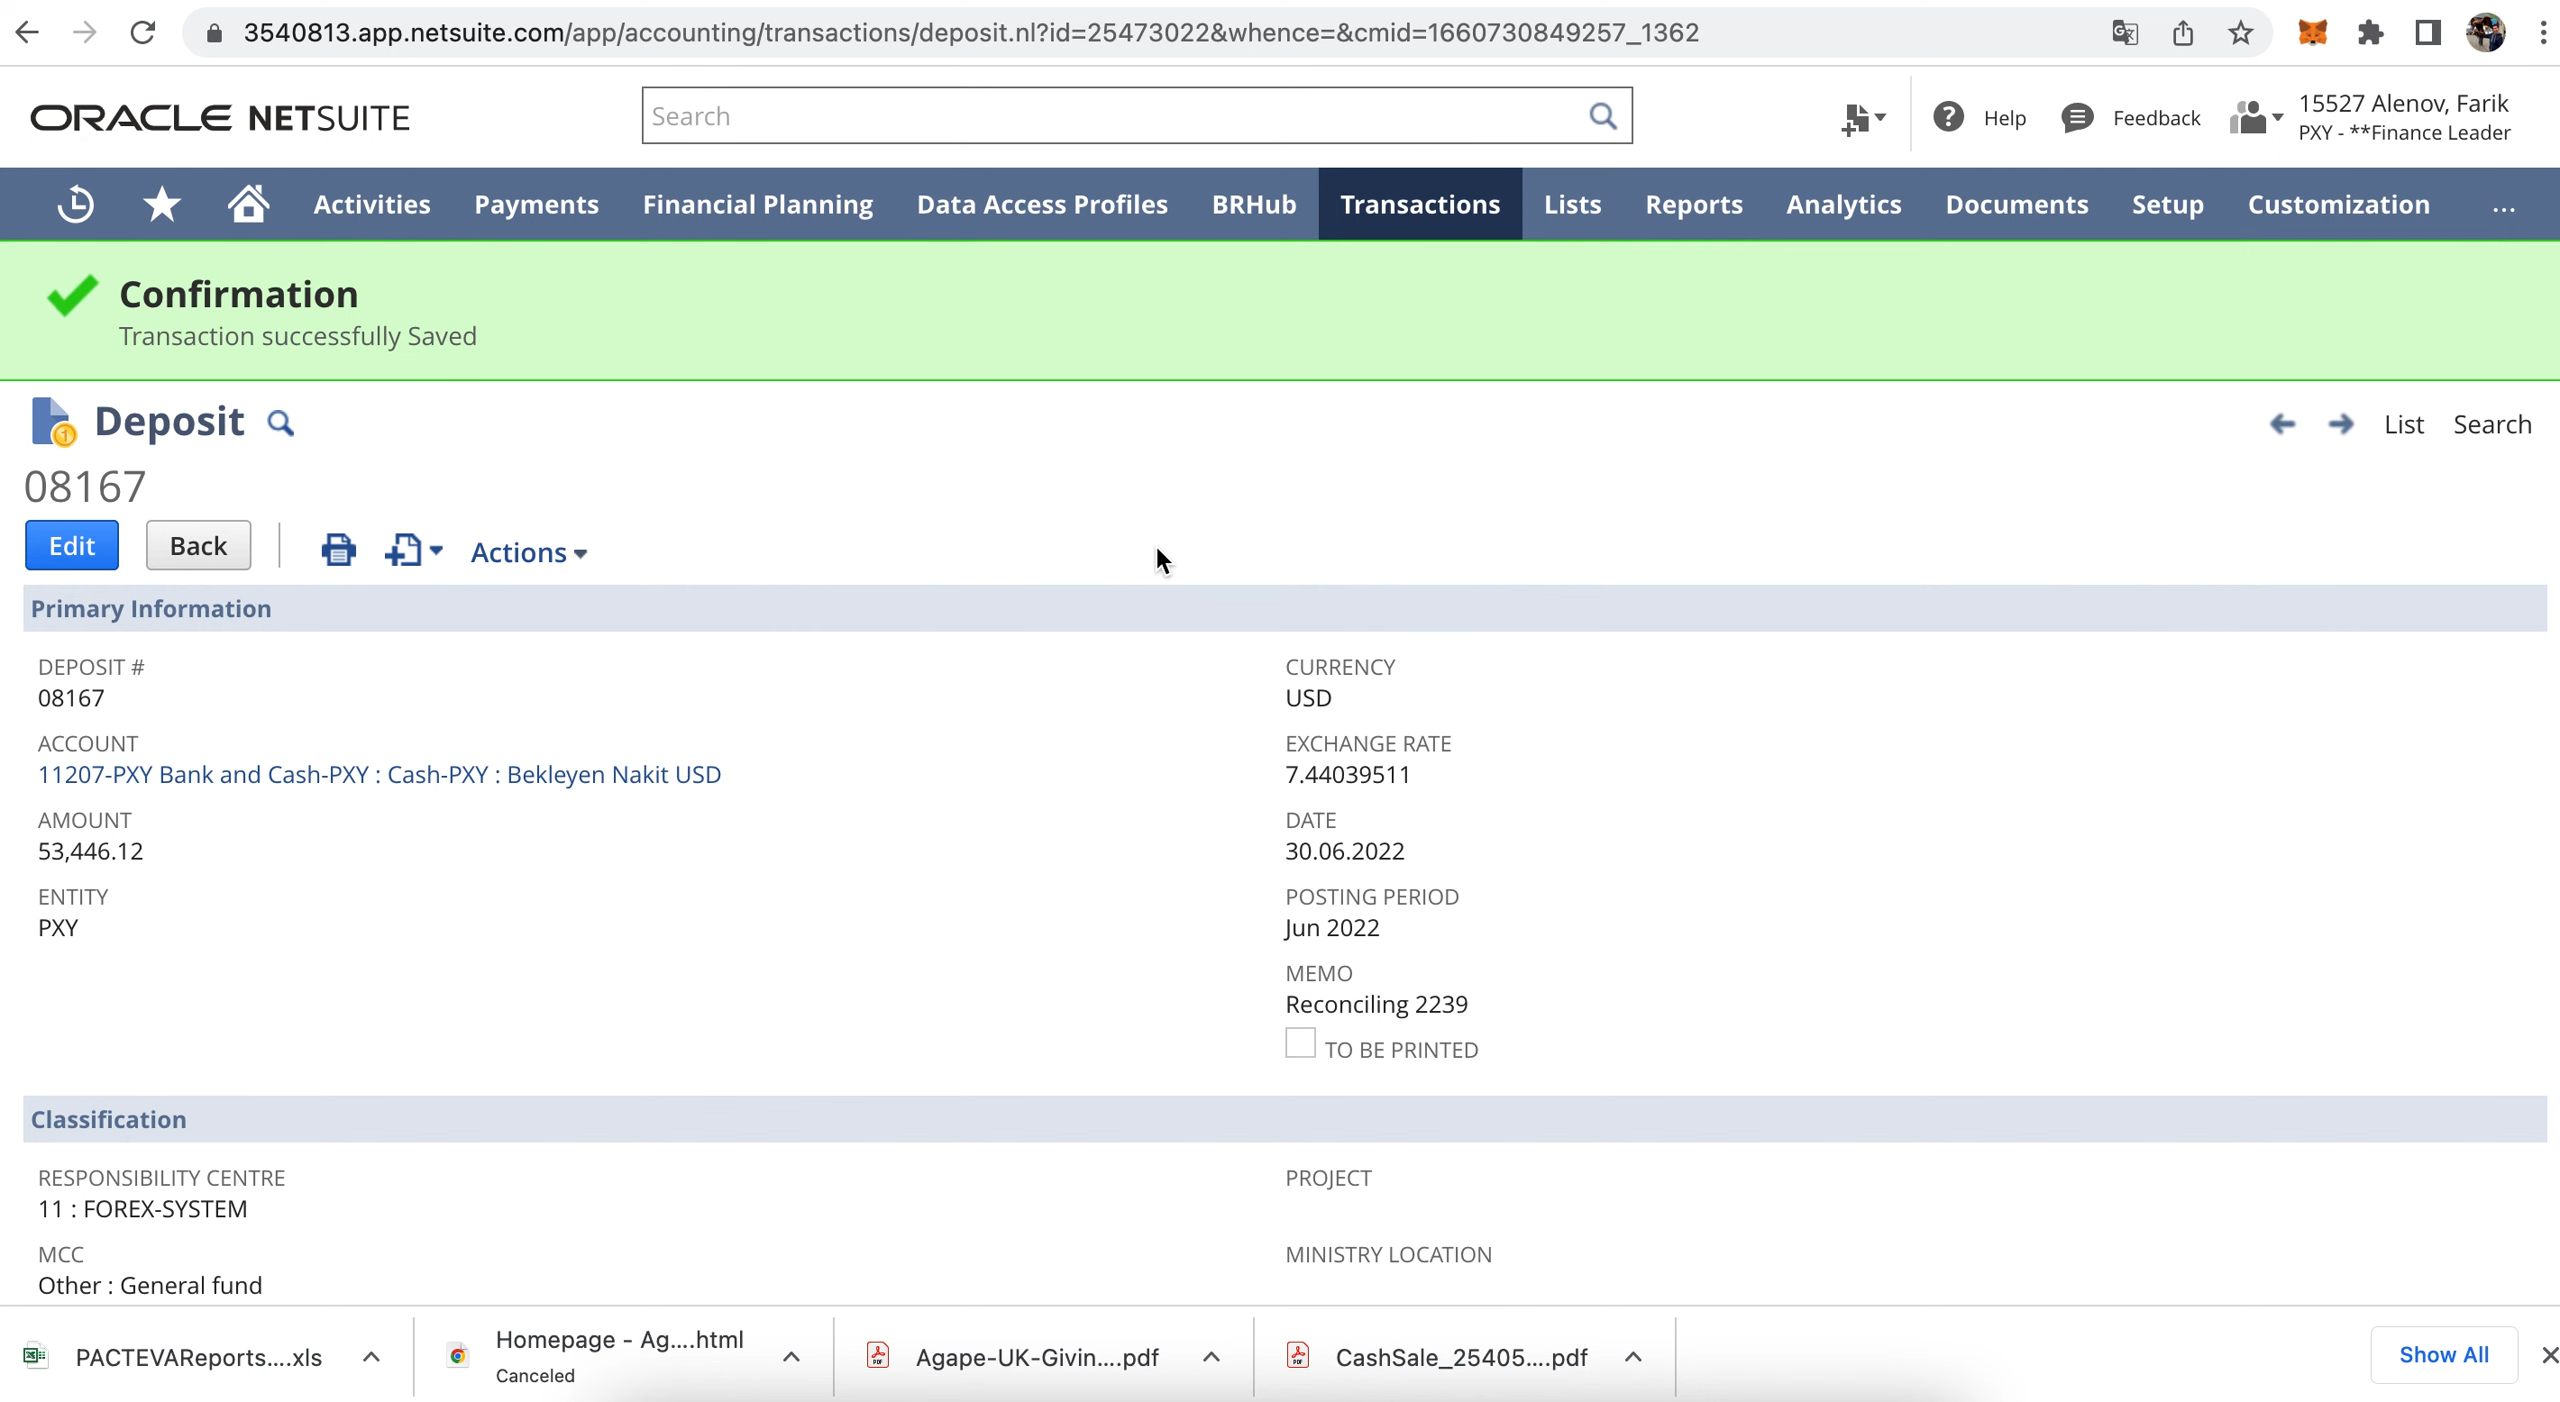 3540813.app.netsuite.com/app/accounting/transactions/deposit.nl?id=25473022&whence=&cmid=1660730849257_1362
ORACLE NETSUITE
Search
Help
Feedback
15527 Alenov, Farik
PXY - **Finance Leader
Activities Payments Financial Planning Data Access Profiles BRHub Transactions Lists Reports Analytics Documents Setup Customization ...
Confirmation
Transaction successfully Saved
Deposit
List Search
08167
Edit Back Actions
Primary Information
DEPOSIT #
08167
ACCOUNT
11207-PXY Bank and Cash-PXY : Cash-PXY : Bekleyen Nakit USD
AMOUNT
53,446.12
ENTITY
PXY
CURRENCY
USD
EXCHANGE RATE
7.44039511
DATE
30.06.2022
POSTING PERIOD
Jun 2022
MEMO
Reconciling 2239
TO BE PRINTED
Classification
RESPONSIBILITY CENTRE
11 : FOREX-SYSTEM
MCC
Other : General fund
PROJECT
MINISTRY LOCATION
PACTEVAReports....xls
Homepage - Ag....html
Canceled
Agape-UK-Givin....pdf
CashSale_25405....pdf
Show All